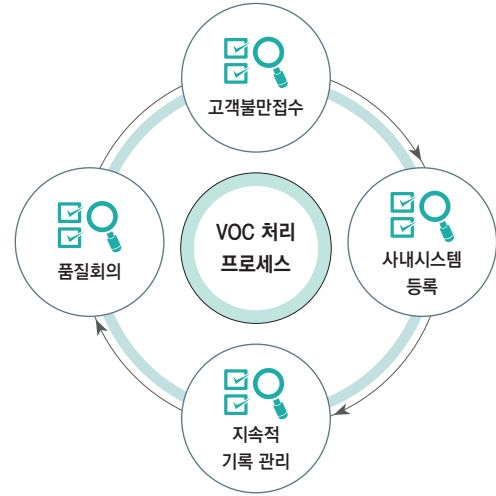 고객불만접수
VOC 처리
프로세스
사내시스템
등록
지속적
기록 관리
품질회의